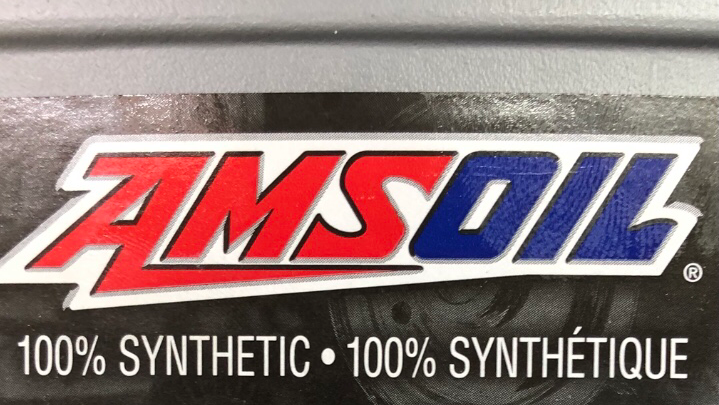 AMSOIL®
100% SYNTHETIC • 100% SYNTHÉTIQUE